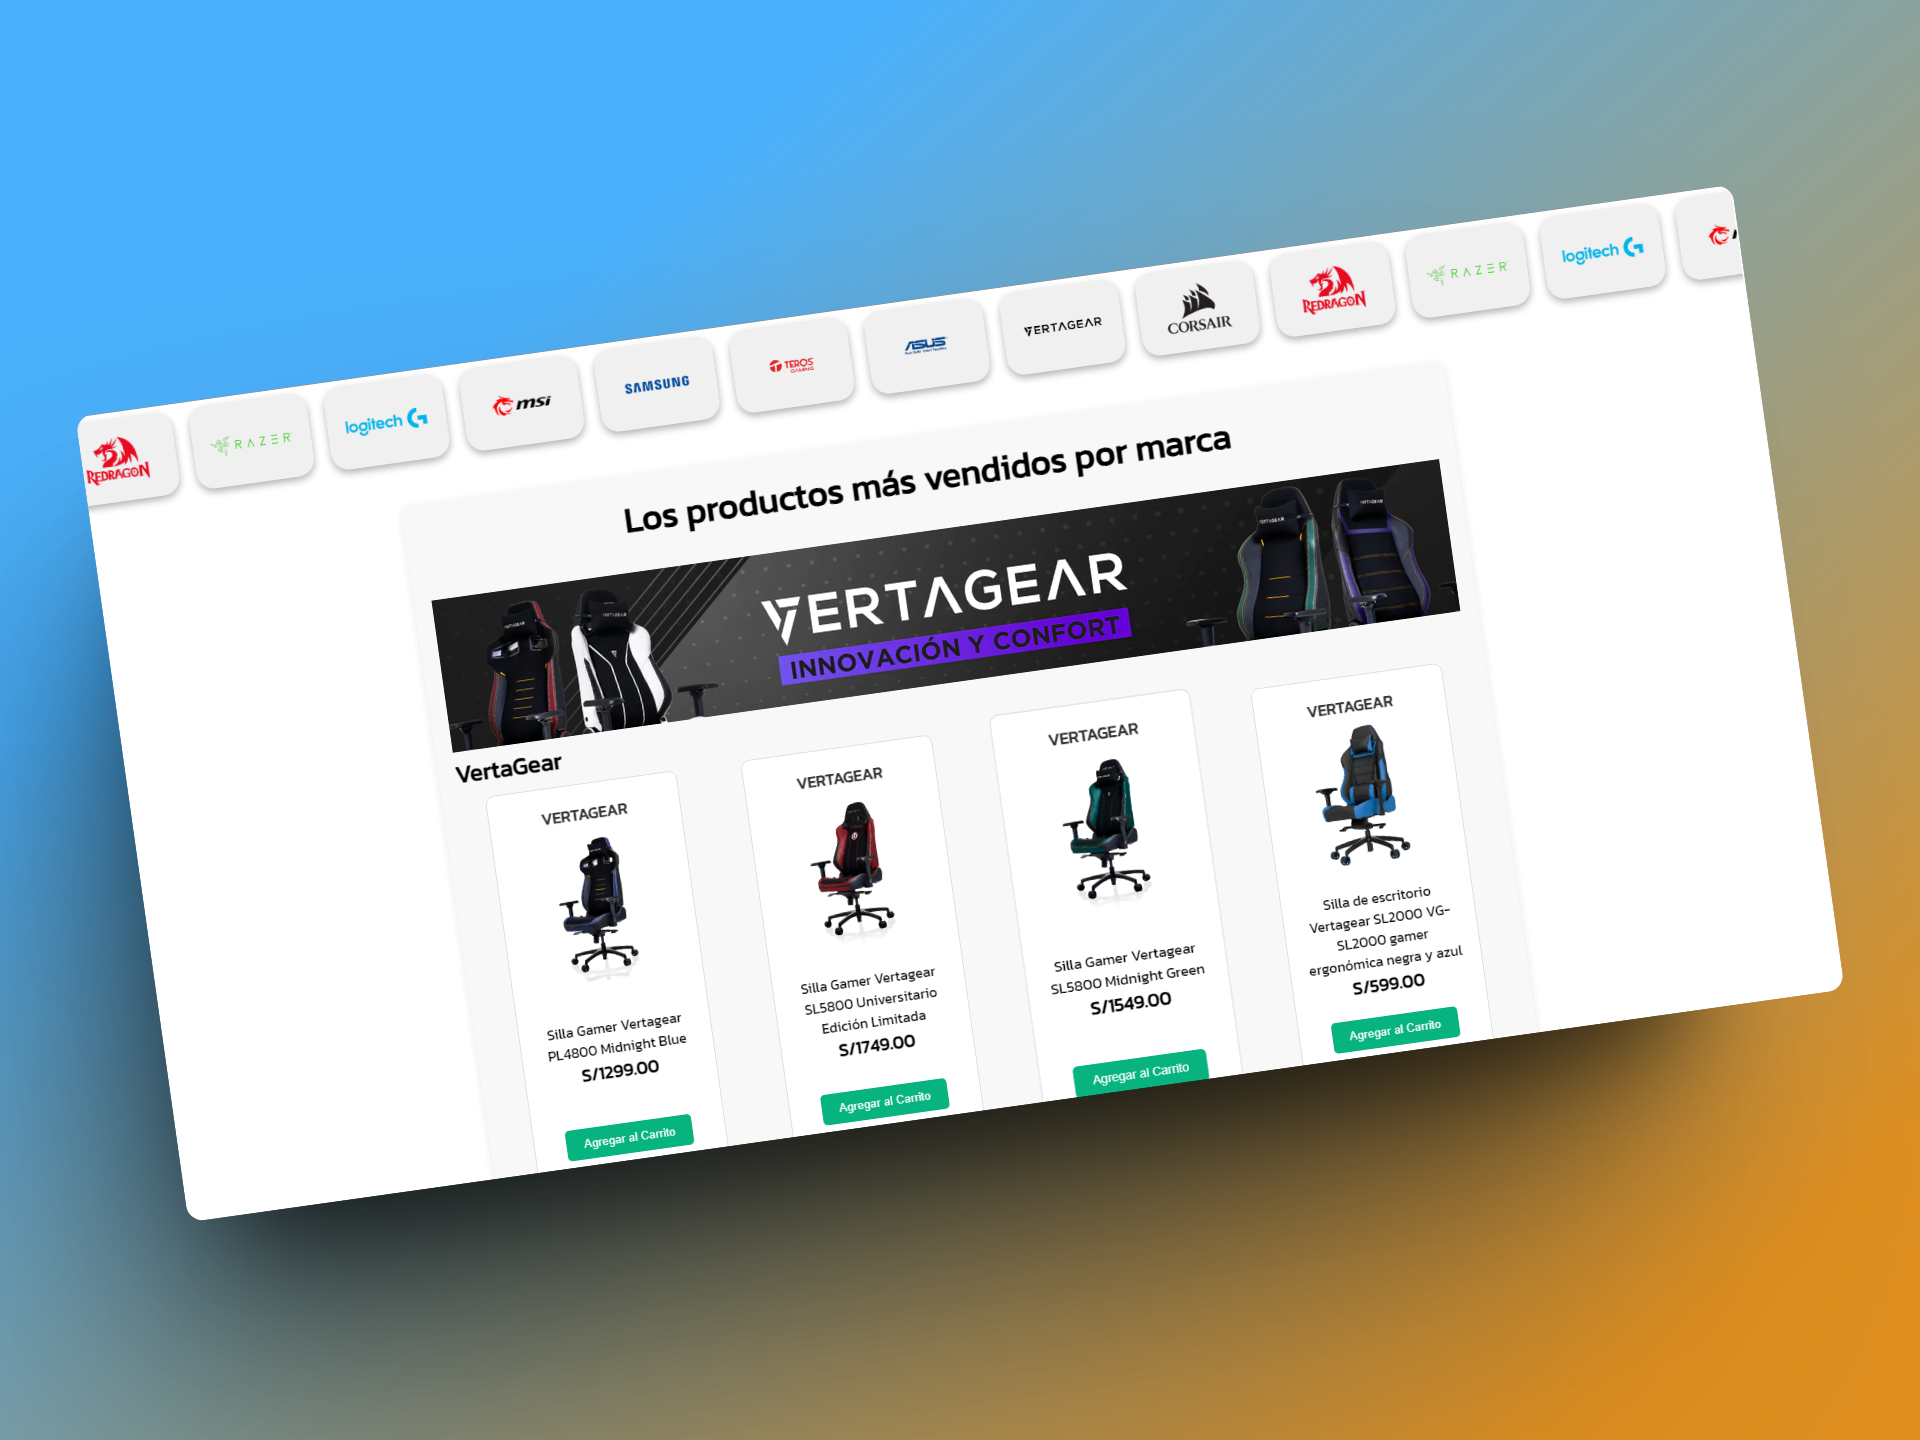 REDRAGON
RAZER
logitech G
msi
SAMSUNG
TEROS
GAMING
ASUS
VERTAGEAR
CORSAIR
REDRAGON
RAZER
logitech G
Los productos más vendidos por marca
VERTAGEAR
INNOVACIÓN Y CONFORT
VertaGear
VERTAGEAR
Silla Gamer Vertagear
PL4800 Midnight Blue
S/1299.00
Agregar al Carrito
VERTAGEAR
Silla Gamer Vertagear
SL5800 Universitario
Edición Limitada
S/1749.00
Agregar al Carrito
VERTAGEAR
Silla Gamer Vertagear
SL5800 Midnight Green
S/1549.00
Agregar al Carrito
VERTAGEAR
Silla de escritorio
Vertagear SL2000 VG-
SL2000 gamer
ergonómica negra y azul
S/599.00
Agregar al Carrito